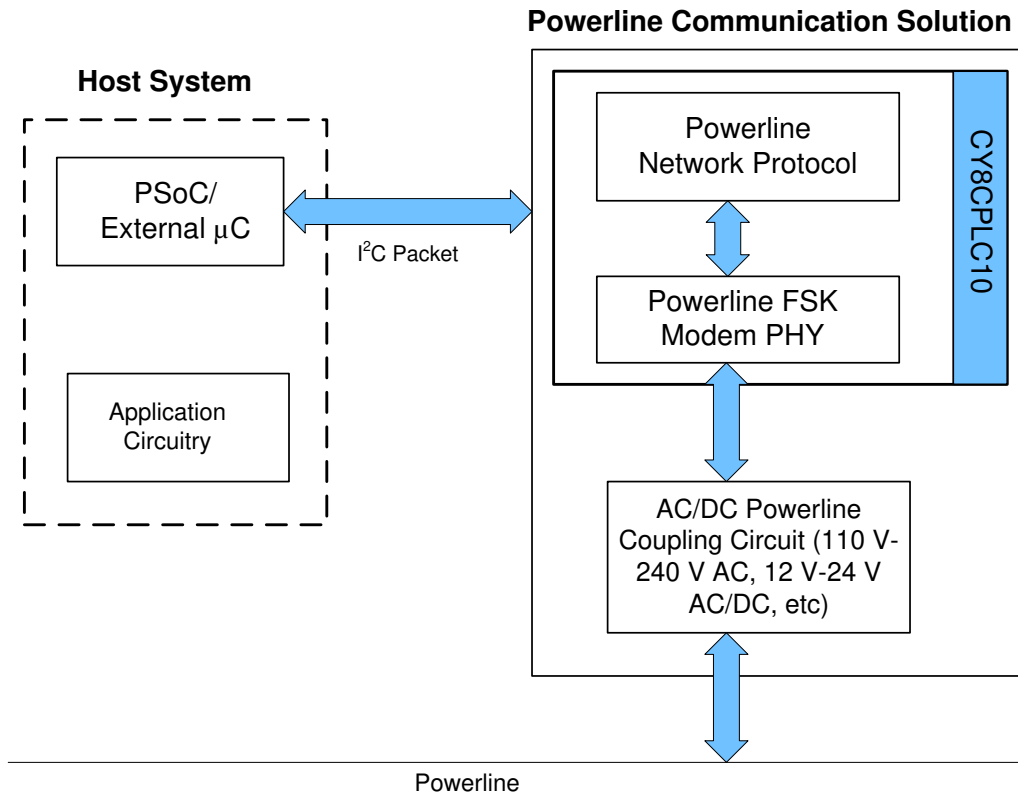 Powerline Communication Solution
Host System
PSoC/
External µC
I²C Packet
Application
Circuitry
Powerline
Network Protocol
CY8CPLC10
Powerline FSK
Modem PHY
AC/DC Powerline
Coupling Circuit (110 V-
240 V AC, 12 V-24 V
AC/DC, etc)
Powerline